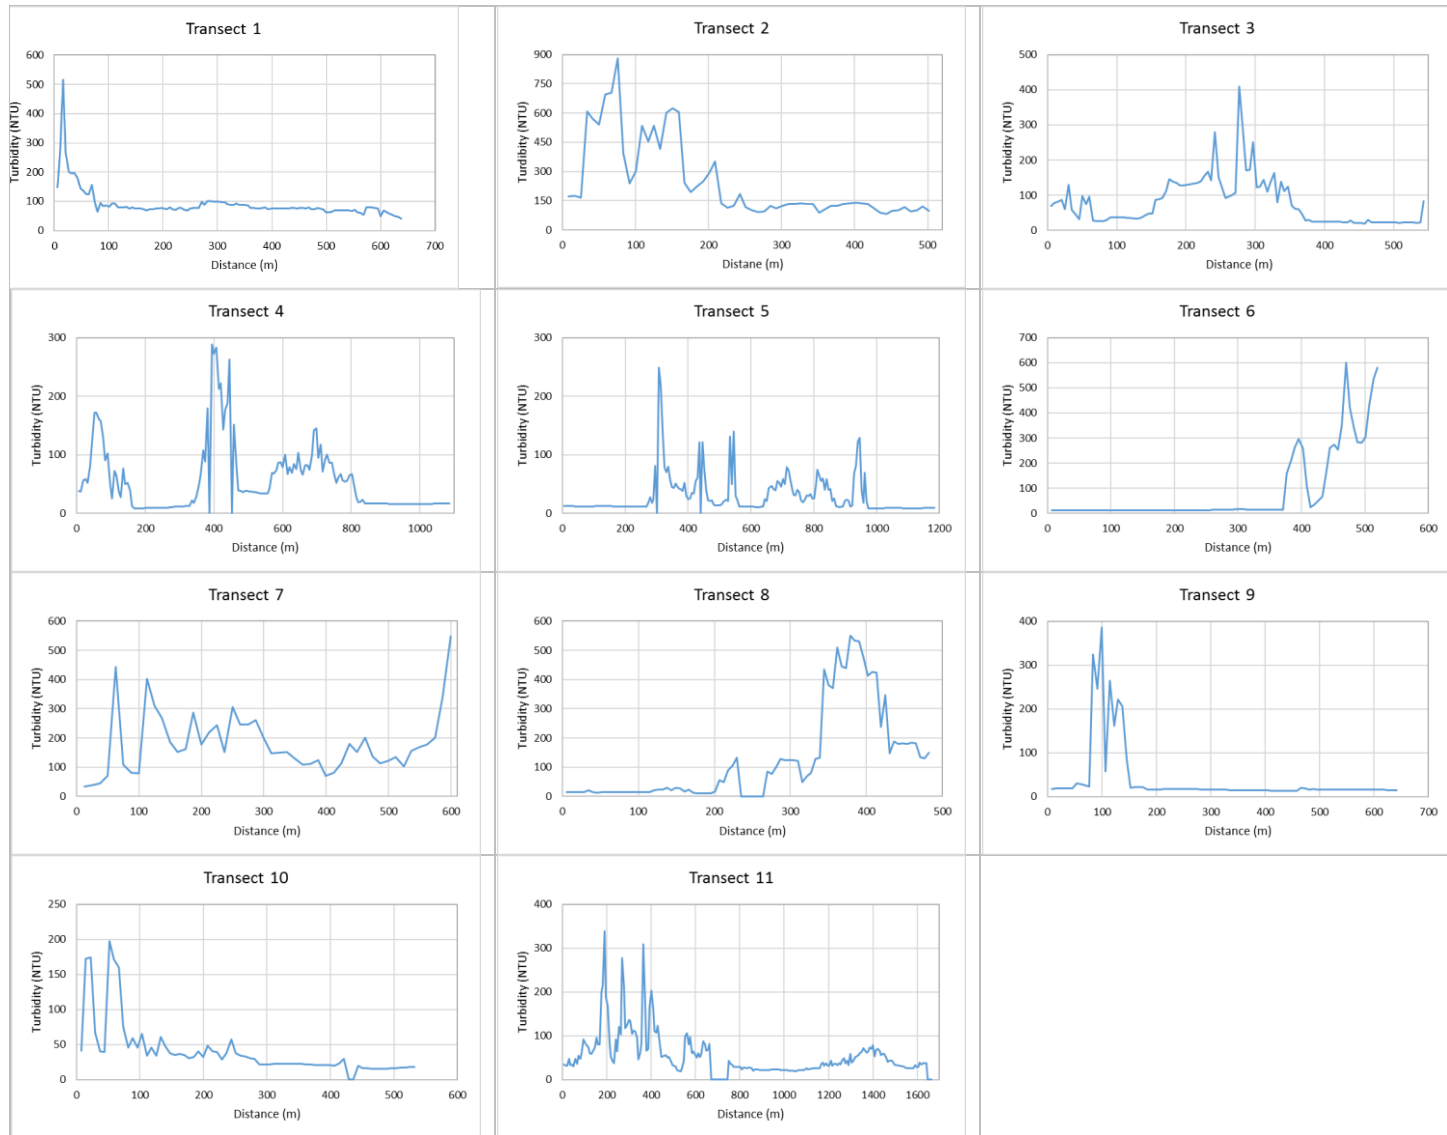 Transect 1
600
500
400
300
200
100
0
Turbidity (NTU)
0 100 200 300 400 500 600 700
Distance (m)
Transect 2
900
750
600
450
300
150
0
Turdibity (NTU)
0 100 200 300 400 500
Distane (m)
Transect 3
500
400
300
200
100
0
Turbidity (NTU)
0 100 200 300 400 500
Distance (m)
Transect 4
300
200
100
0
Turbidity (NTU)
0 200 400 600 800 1000
Distance (m)
Transect 5
300
200
100
0
Turbidity (NTU)
0 200 400 600 800 1000 1200
Distance (m)
Transect 6
700
600
500
400
300
200
100
0
Turbidity (NTU)
0 100 200 300 400 500 600
Distance (m)
Transect 7
600
500
400
300
200
100
0
Turbidity (NTU)
0 100 200 300 400 500 600
Distance (m)
Transect 8
600
500
400
300
200
100
0
Turbidity (NTU)
0 100 200 300 400 500
Distance (m)
Transect 9
400
300
200
100
0
Turbidity (NTU)
0 100 200 300 400 500 600 700
Distance (m)
Transect 10
250
200
150
100
50
0
Turbidity (NTU)
0 100 200 300 400 500 600
Distance (m)
Transect 11
400
300
200
100
0
Turbidity (NTU)
0 200 400 600 800 1000 1200 1400 1600
Distance (m)